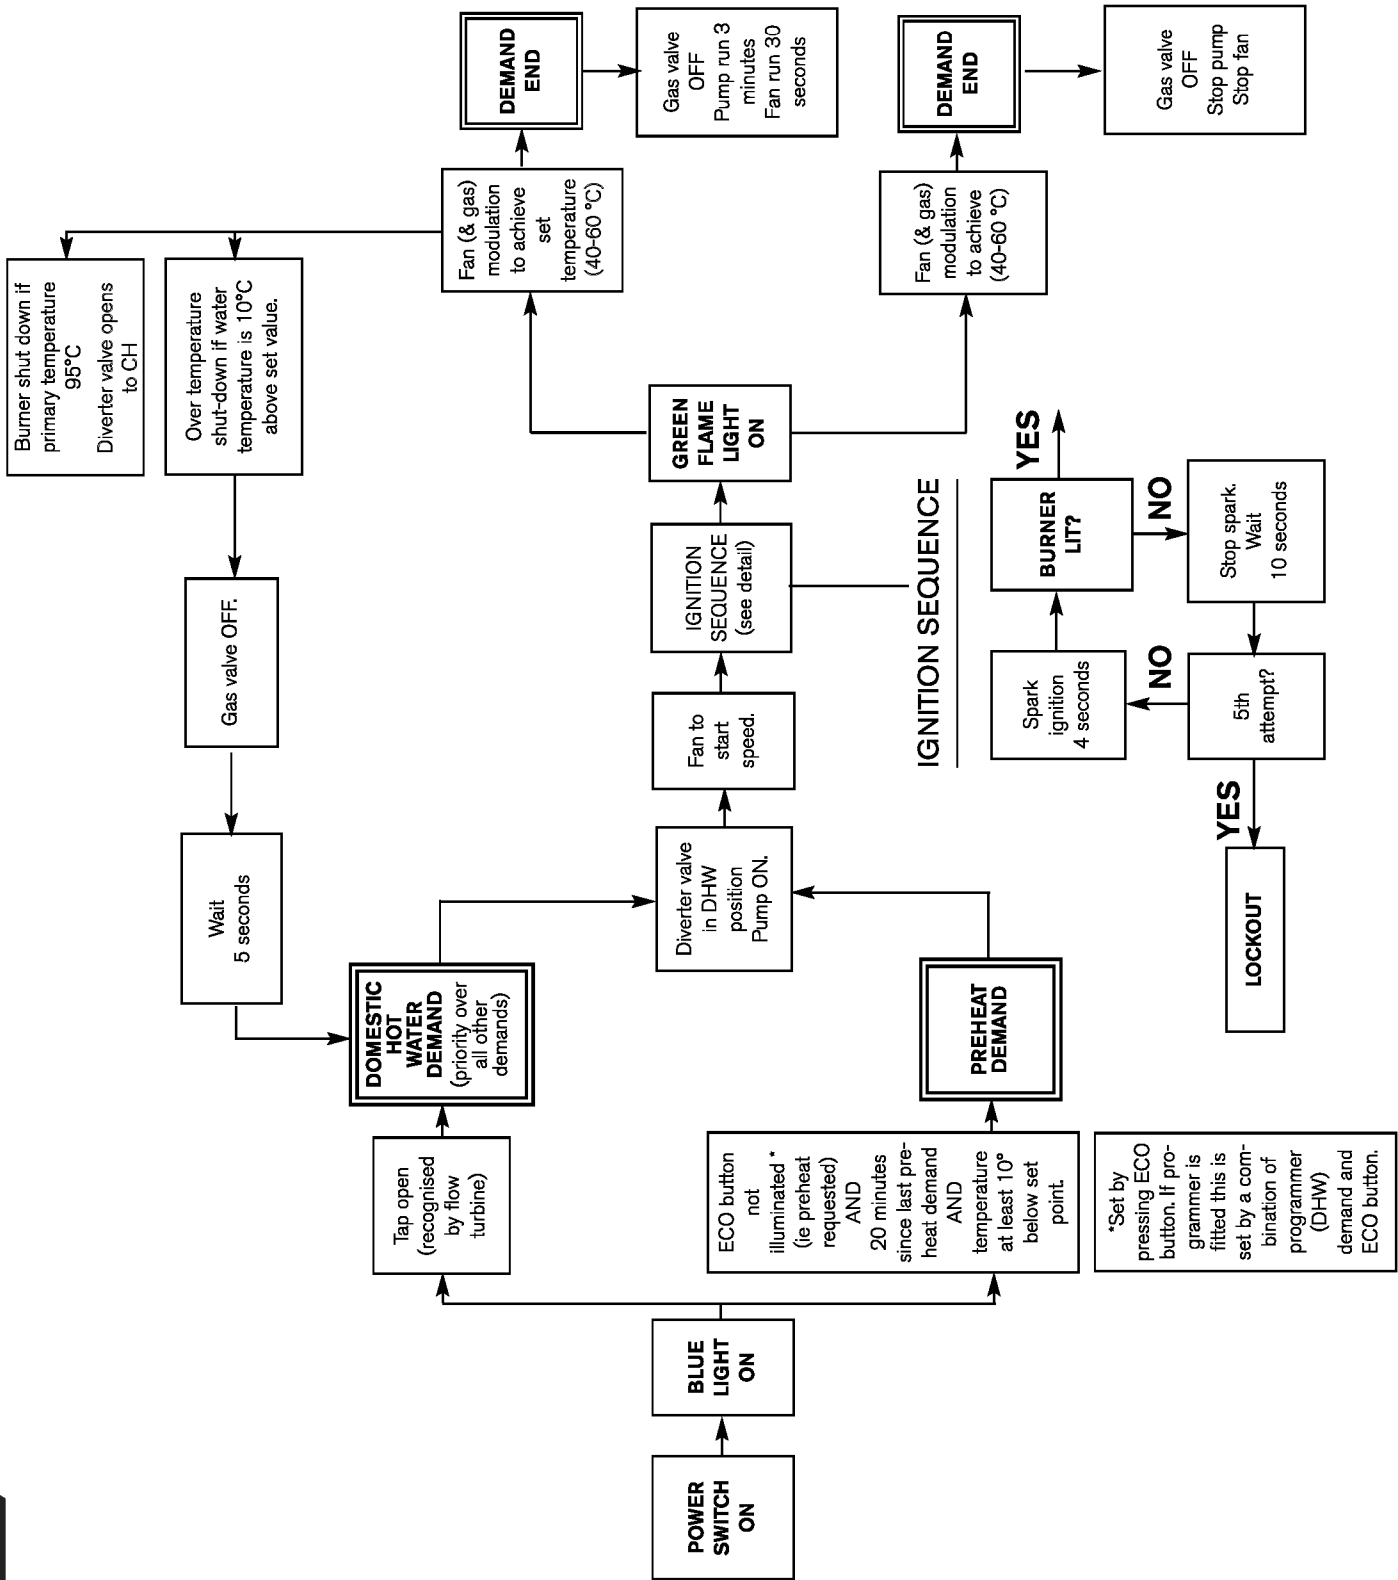 POWER
SWITCH
ON
BLUE
LIGHT
ON
Tap open
(recognised
by flow
turbine)
DOMESTIC
HOT
WATER
DEMAND
(priority over
all other
demands)
ECO button
not
illuminated *
(ie preheat
requested)
AND
20 minutes
since last pre-
heat demand
AND
temperature
at least 10°
below set
point.
*Set by
pressing ECO
button. If pro-
grammer is
fitted this is
set by a com-
bination of
programmer
(DHW)
demand and
ECO button.
PREHEAT
DEMAND
Diverter valve
in DHW
position
Pump ON.
Fan to
start
speed.
IGNITION
SEQUENCE
(see detail)
GREEN
FLAME
LIGHT
ON
Fan (& gas)
modulation
to achieve
set
temperature
(40-60 °C)
DEMAND
END
Gas valve
OFF
Pump run 3
minutes
Fan run 30
seconds
Fan (& gas)
modulation
to achieve
(40-60 °C)
DEMAND
END
Gas valve
OFF
Stop pump
Stop fan
Burner shut down if
primary temperature
95°C
Diverter valve opens
to CH
Over temperature
shut-down if water
temperature is 10°C
above set value.
Gas valve OFF.
Wait
5 seconds
IGNITION SEQUENCE
Spark
ignition
4 seconds
BURNER
LIT?
YES
NO
Stop spark.
Wait
10 seconds
5th
attempt?
NO
YES
LOCKOUT